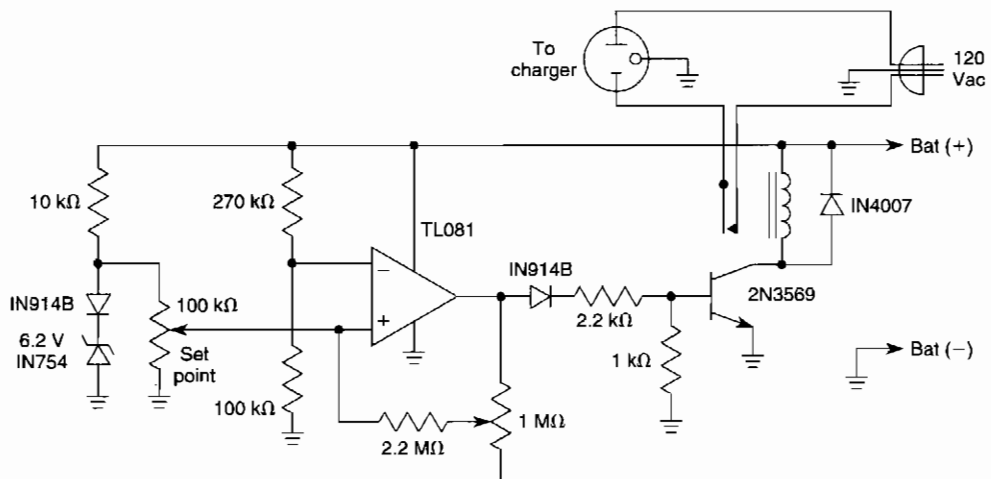 To
charger
120
Vac
Bat (+)
10 kΩ
270 kΩ
TL081
IN4007
IN914B
100 kΩ
−
+
IN914B
2.2 kΩ
2N3569
6.2 V
IN754
Set
point
1 kΩ
Bat (−)
100 kΩ
2.2 MΩ
1 MΩ